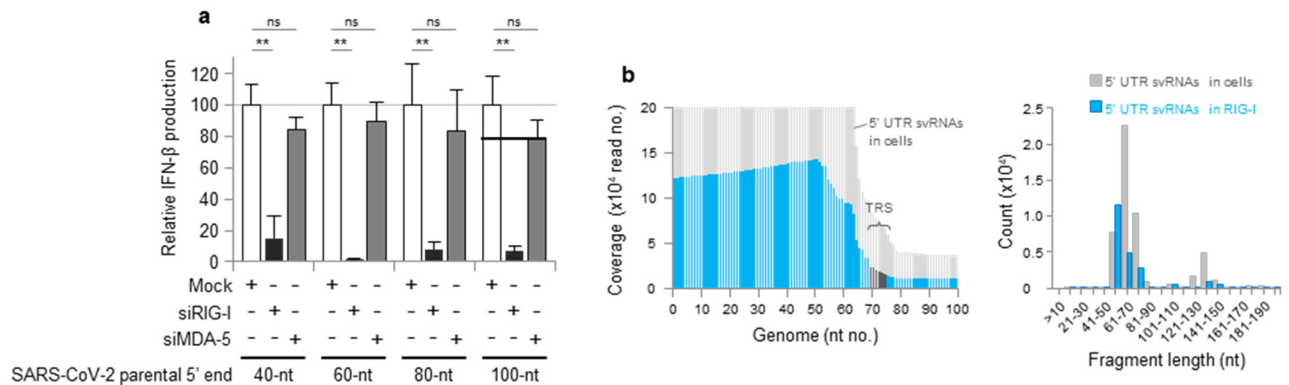 a
ns ns ns ns
** ** ** **
Relative IFN-β production
120
100
80
60
40
20
0
Mock + - - + - - + - - + - -
siRIG-I - + - - + - - + - - + -
siMDA-5 - - + - - + - - + - - +
SARS-CoV-2 parental 5' end 40-nt 60-nt 80-nt 100-nt
b
Coverage (x10⁴ read no.)
20
15
10
5
0
5' UTR svRNAs
in cells
TRS
0 10 20 30 40 50 60 70 80 90 100
Genome (nt no.)
5' UTR svRNAs in cells
5' UTR svRNAs in RIG-I
Count (x10⁴)
2.5
2.0
1.5
1.0
0.5
0
>10 21-30 41-50 61-70 81-90 101-110 121-130 141-150 161-170 181-190
Fragment length (nt)